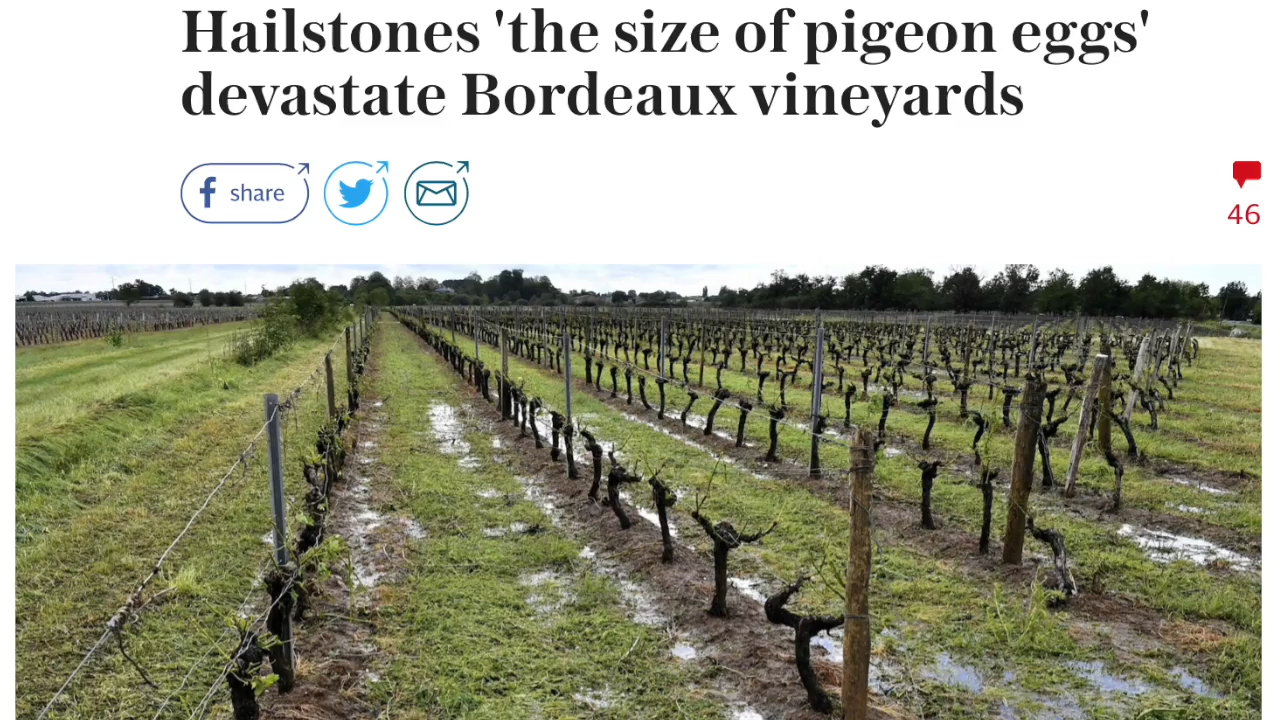 Hailstones 'the size of pigeon eggs'
devastate Bordeaux vineyards
share
46